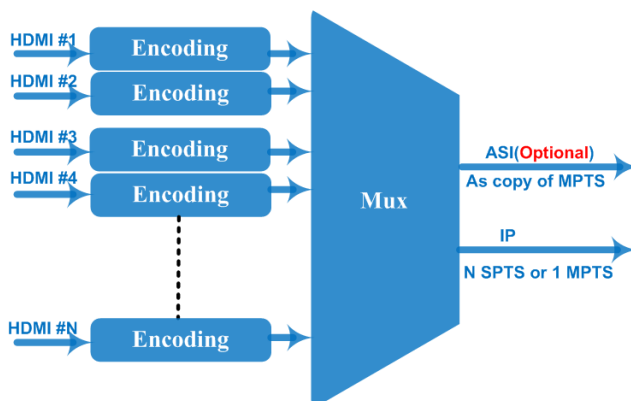 HDMI #1
Encoding
HDMI #2
Encoding
HDMI #3
Encoding
HDMI #4
Encoding
HDMI #N
Encoding
Mux
ASI(Optional)
As copy of MPTS
IP
N SPTS or 1 MPTS